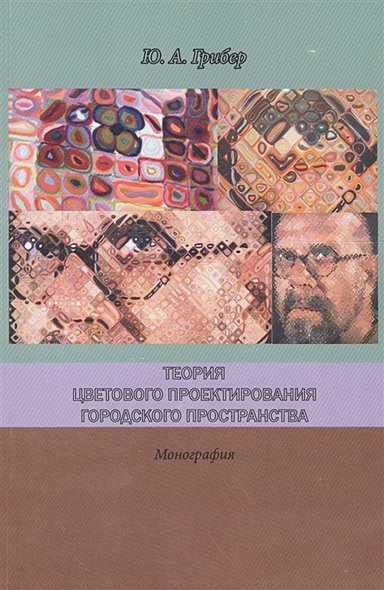 Ю. А. Грибер
ТЕОРИЯ
ЦВЕТОВОГО ПРОЕКТИРОВАНИЯ
ГОРОДСКОГО ПРОСТРАНСТВА
Монография